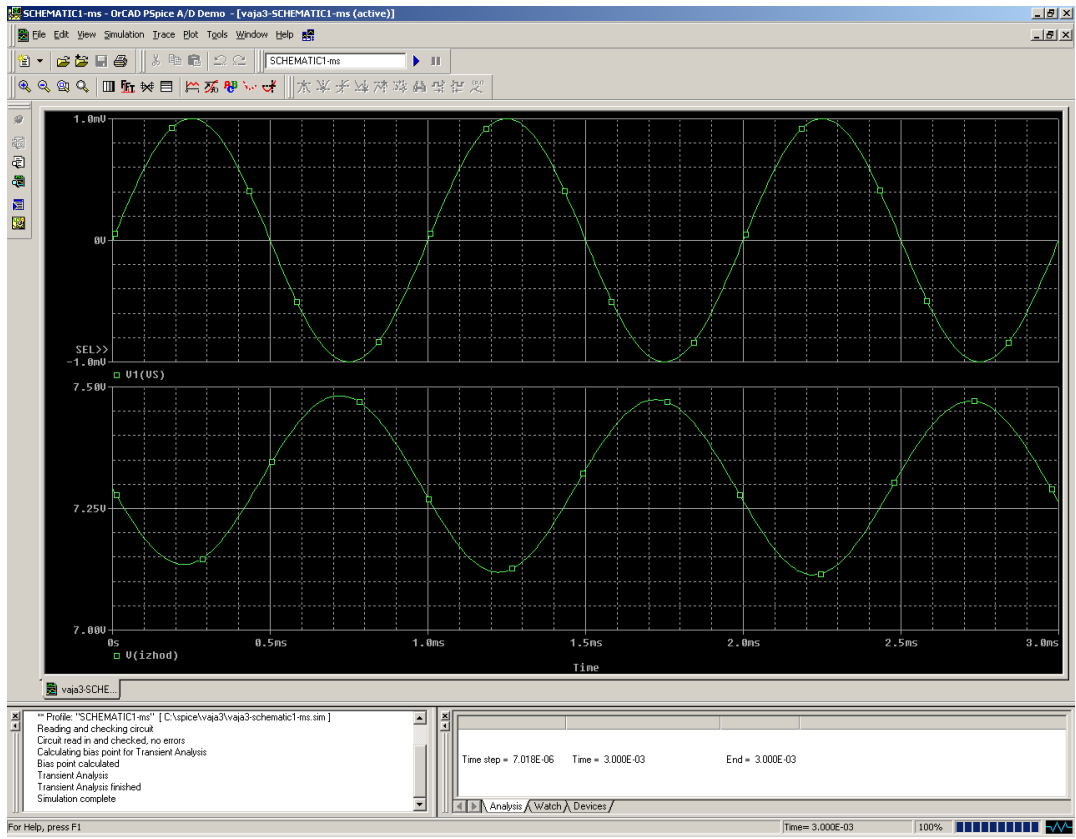 SCHEMATIC1-ms - OrCAD PSpice A/D Demo - [vaja3-SCHEMATIC1-ms (active)]
File Edit View Simulation Trace Plot Tools Window Help
SCHEMATIC1-ms
1.0mV
0V
SEL>>
-1.0mV
V1(VS)
7.50V
7.25V
7.00V
0s 0.5ms 1.0ms 1.5ms 2.0ms 2.5ms 3.0ms
V(izhod)
Time
vaja3-SCHE...
** Profile: "SCHEMATIC1-ms" [ C:\spice\vaja3\vaja3-schematic1-ms.sim ]
Reading and checking circuit
Circuit read in and checked, no errors
Calculating bias point for Transient Analysis
Bias point calculated
Transient Analysis
Transient Analysis finished
Simulation complete
Time step = 7.018E-06 Time = 3.000E-03 End = 3.000E-03
Analysis Watch Devices
For Help, press F1 Time= 3.000E-03 100%